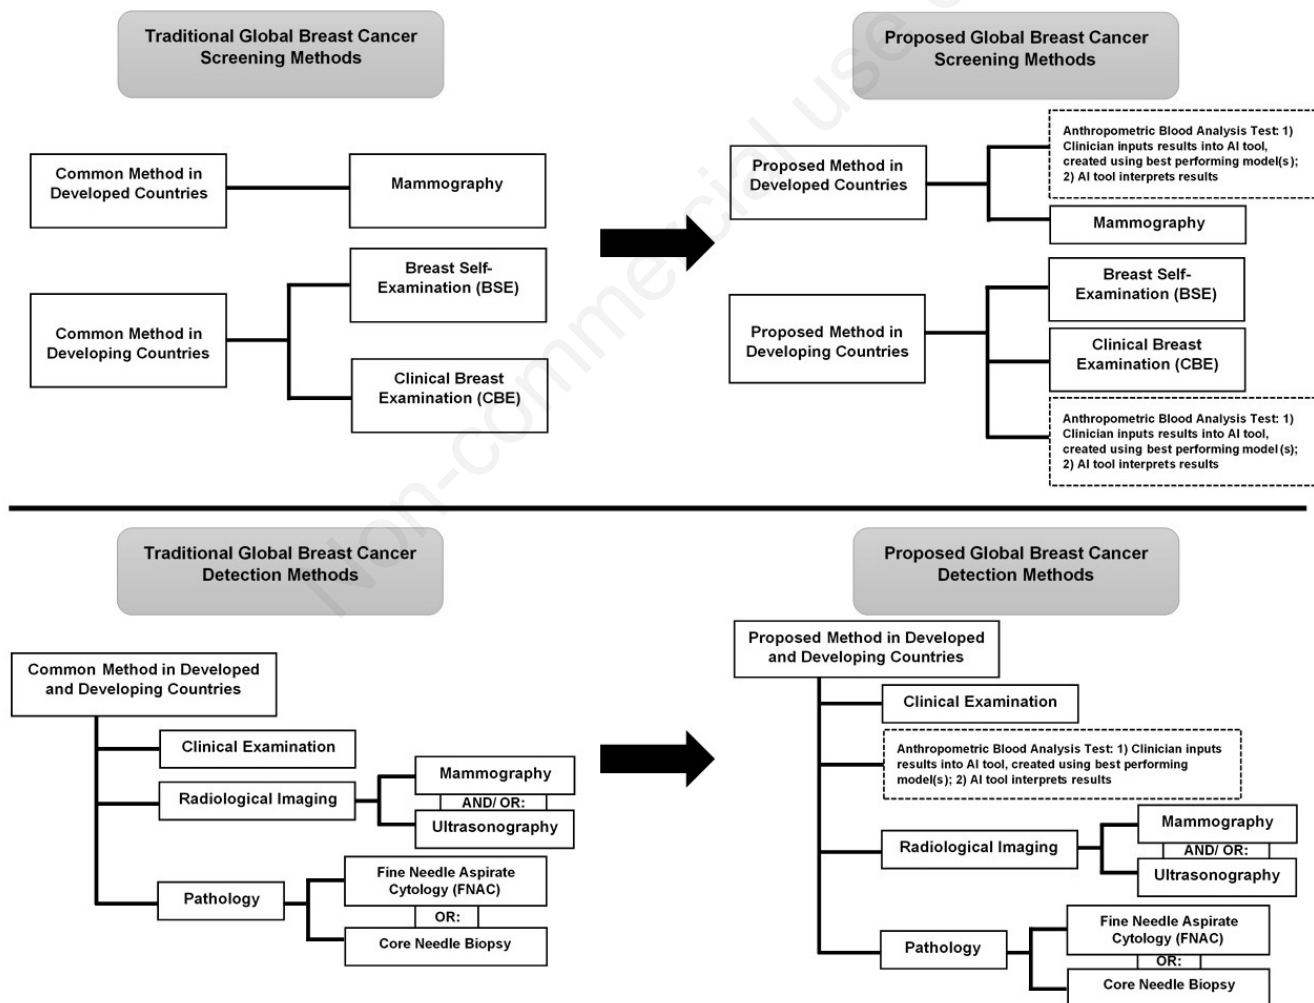 Traditional Global Breast Cancer
Screening Methods
Proposed Global Breast Cancer
Screening Methods
Common Method in
Developed Countries
Mammography
Common Method in
Developing Countries
Breast Self-
Examination (BSE)
Clinical Breast
Examination (CBE)
Proposed Method in
Developed Countries
Anthropometric Blood Analysis Test: 1)
Clinician inputs results into AI tool,
created using best performing model(s);
2) AI tool interprets results
Mammography
Proposed Method in
Developing Countries
Breast Self-
Examination (BSE)
Clinical Breast
Examination (CBE)
Anthropometric Blood Analysis Test: 1)
Clinician inputs results into AI tool,
created using best performing model(s);
2) AI tool interprets results
Traditional Global Breast Cancer
Detection Methods
Proposed Global Breast Cancer
Detection Methods
Common Method in Developed
and Developing Countries
Clinical Examination
Radiological Imaging
Mammography
AND/ OR:
Ultrasonography
Pathology
Fine Needle Aspirate
Cytology (FNAC)
OR:
Core Needle Biopsy
Proposed Method in Developed
and Developing Countries
Clinical Examination
Anthropometric Blood Analysis Test: 1) Clinician inputs
results into AI tool, created using best performing
model(s); 2) AI tool interprets results
Radiological Imaging
Mammography
AND/ OR:
Ultrasonography
Pathology
Fine Needle Aspirate
Cytology (FNAC)
OR:
Core Needle Biopsy
Non-commercial use